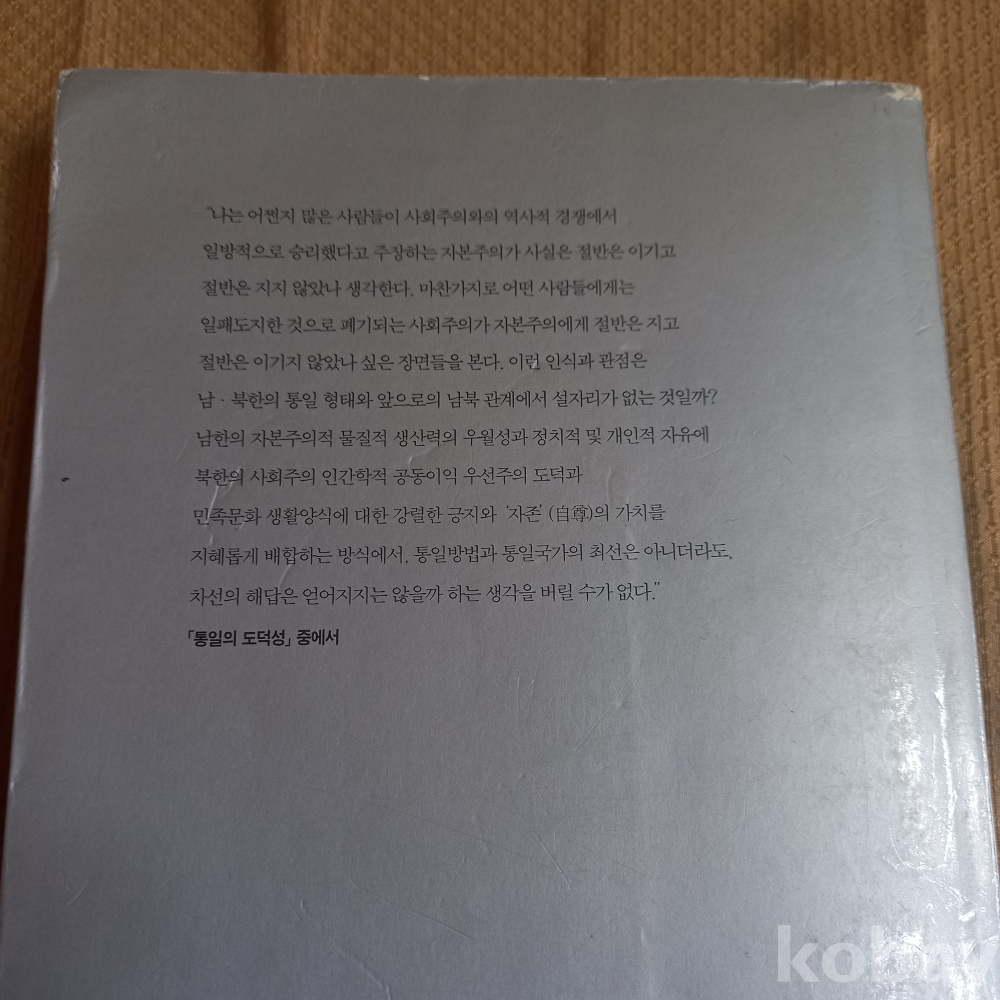 "나는 어쩐지 많은 사람들이 사회주의와의 역사적 경쟁에서
일방적으로 승리했다고 주장하는 자본주의가 사실은 절반은 이기고
절반은 지지 않았나 생각한다. 마찬가지로 어떤 사람들에게는
일패도지한 것으로 폐기되는 사회주의가 자본주의에게 절반은 지고
절반은 이기지 않았나 싶은 장면들을 본다. 이런 인식과 관점은
남·북한의 통일 형태와 앞으로의 남북 관계에서 설자리가 없는 것일까?
남한의 자본주의적 물질적 생산력의 우월성과 정치적 및 개인적 자유에
북한의 사회주의 인간학적 공동이익 우선주의 도덕과
민족문화 생활양식에 대한 강렬한 긍지와 '자존'(自尊)의 가치를
지혜롭게 배합하는 방식에서, 통일방법과 통일국가의 최선은 아니더라도,
차선의 해답은 얻어지지는 않을까 하는 생각을 버릴 수가 없다."
「통일의 도덕성」 중에서
kobay